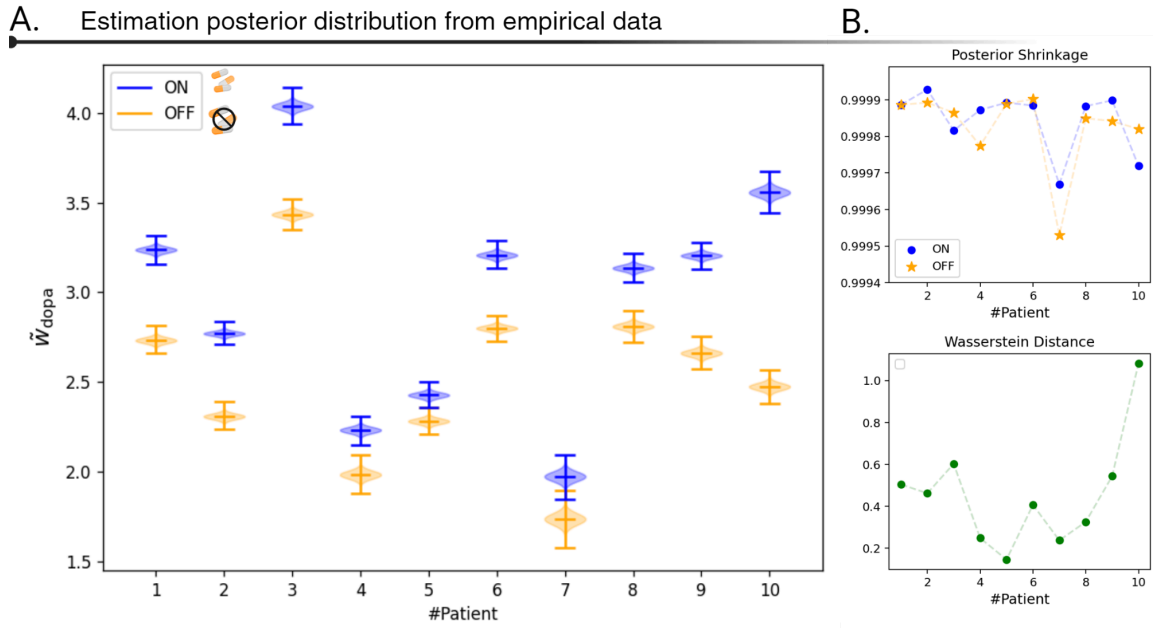 A. Estimation posterior distribution from empirical data
ON
OFF
4.0
3.5
3.0
2.5
2.0
1.5
w̃dopa
1 2 3 4 5 6 7 8 9 10
#Patient
B.
Posterior Shrinkage
0.9999
0.9998
0.9997
0.9996
0.9995
0.9994
ON
OFF
2 4 6 8 10
#Patient
Wasserstein Distance
1.0
0.8
0.6
0.4
0.2
2 4 6 8 10
#Patient